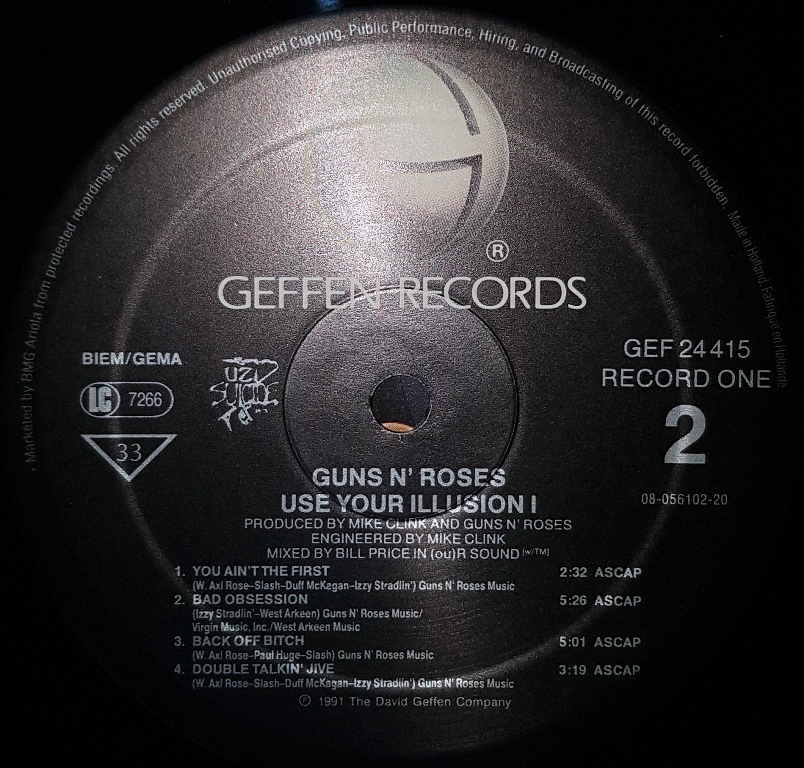 Marketed by BMG Ariola from protected recordings. All rights reserved. Unauthorised Copying, Public Performance, Hiring, and Broadcasting of this record forbidden. Made in Holland Fabriqué en Hollande
®
GEFFEN RECORDS
BIEM/GEMA
LC 7266
33
UZI
SUICIDE
GEF 24415
RECORD ONE
2
08-056102-20
GUNS N' ROSES
USE YOUR ILLUSION I
PRODUCED BY MIKE CLINK AND GUNS N' ROSES
ENGINEERED BY MIKE CLINK
MIXED BY BILL PRICE IN (ou)R SOUND [w/TM]
1. YOU AIN'T THE FIRST 2:32 ASCAP
(W. Axl Rose–Slash–Duff McKagan–Izzy Stradlin') Guns N' Roses Music
2. BAD OBSESSION 5:26 ASCAP
(Izzy Stradlin'–West Arkeen) Guns N' Roses Music/
Virgin Music, Inc./West Arkeen Music
3. BACK OFF BITCH 5:01 ASCAP
(W. Axl Rose–Paul Huge–Slash) Guns N' Roses Music
4. DOUBLE TALKIN' JIVE 3:19 ASCAP
(W. Axl Rose–Slash–Duff McKagan–Izzy Stradlin') Guns N' Roses Music
℗ 1991 The David Geffen Company